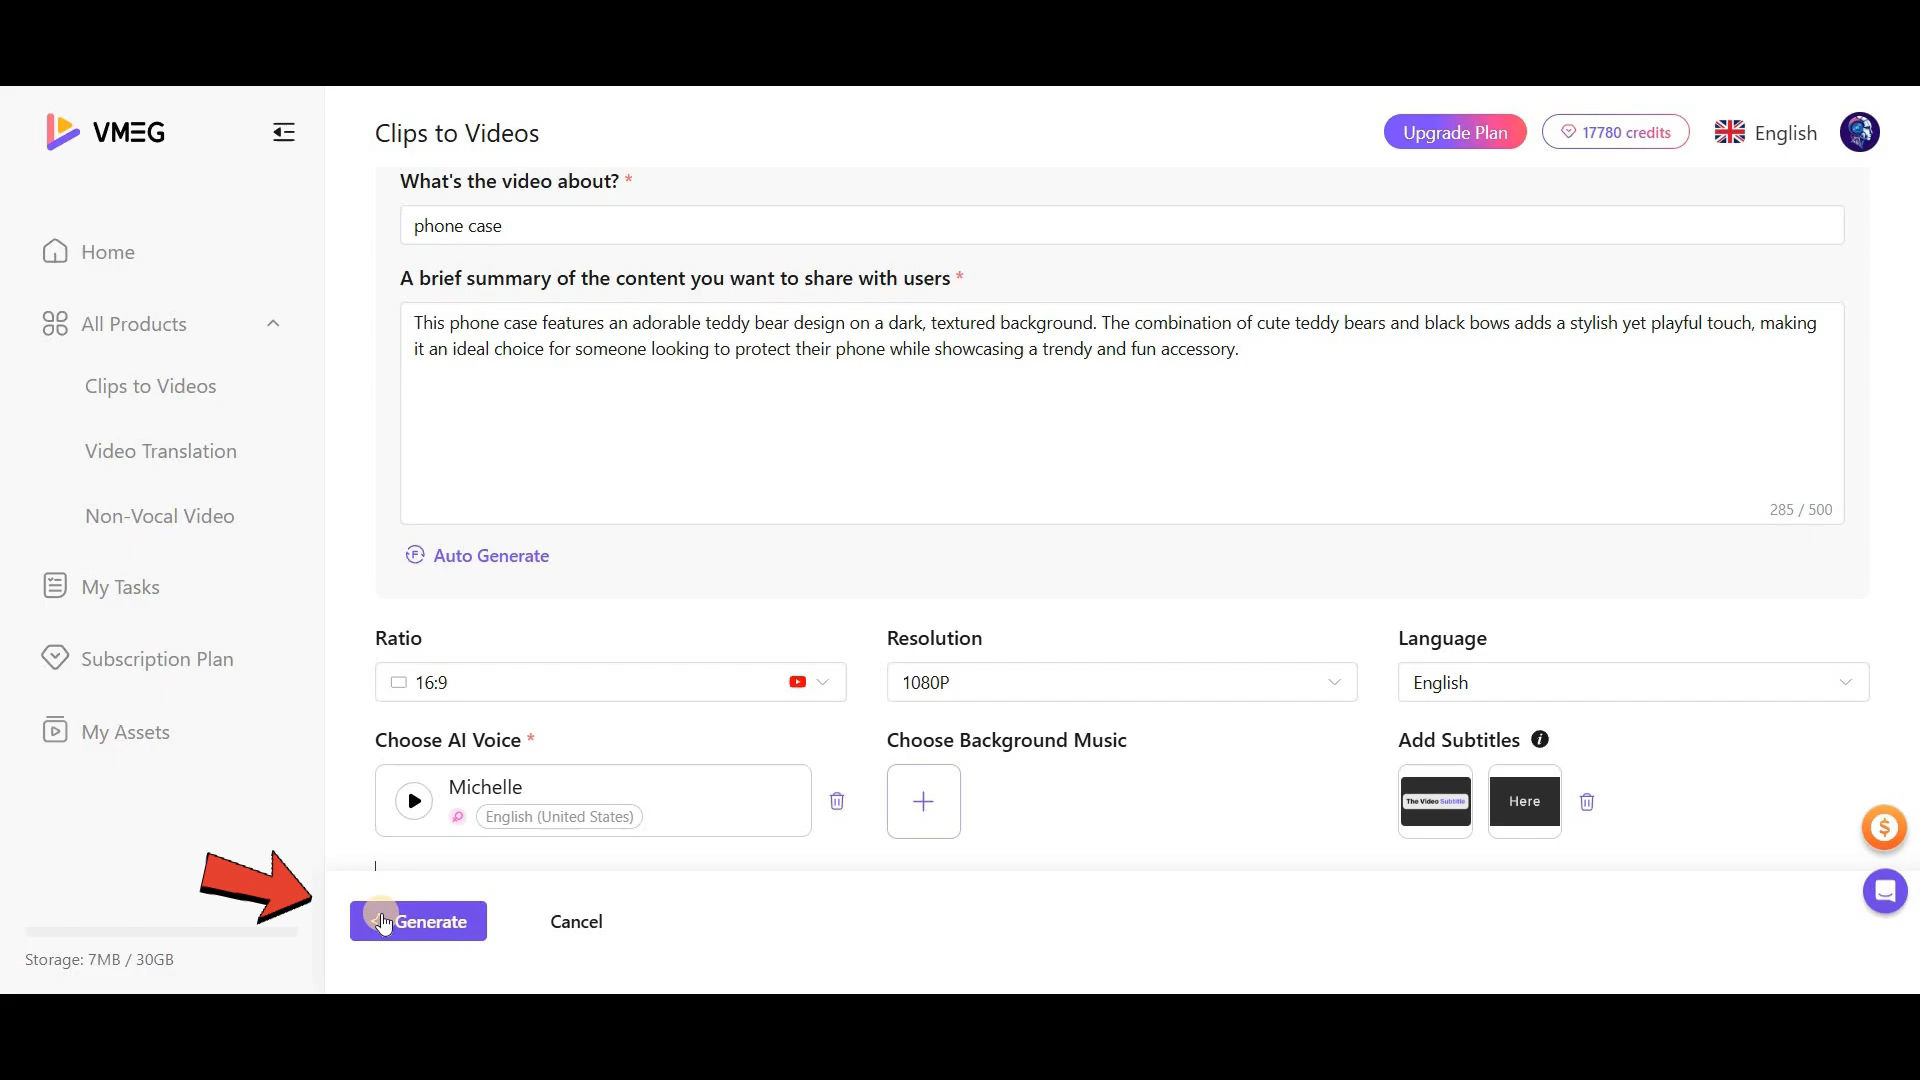 VMEG
Clips to Videos
Upgrade Plan
17780 credits
English
What's the video about? *
phone case
A brief summary of the content you want to share with users *
This phone case features an adorable teddy bear design on a dark, textured background. The combination of cute teddy bears and black bows adds a stylish yet playful touch, making
it an ideal choice for someone looking to protect their phone while showcasing a trendy and fun accessory.
285 / 500
Auto Generate
Home
All Products
Clips to Videos
Video Translation
Non-Vocal Video
My Tasks
Subscription Plan
My Assets
Storage: 7MB / 30GB
Ratio
16:9
Resolution
1080P
Language
English
Choose AI Voice *
Michelle
English (United States)
Choose Background Music
Add Subtitles
The Video Subtitle
Here
Generate
Cancel